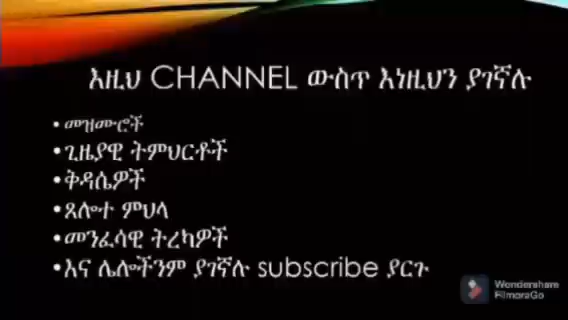 እዚህ CHANNEL ውስጥ እነዚህን ያገኛሉ
• መዝሙሮች
• ጊዜያዊ ትምህርቶች
• ቅዳሴዎች
• ጸሎተ ምህላ
• መንፈሳዊ ትረካዎች
• እና ሌሎችንም ያገኛሉ subscribe ያርጉ
Wondershare
FilmoraGo